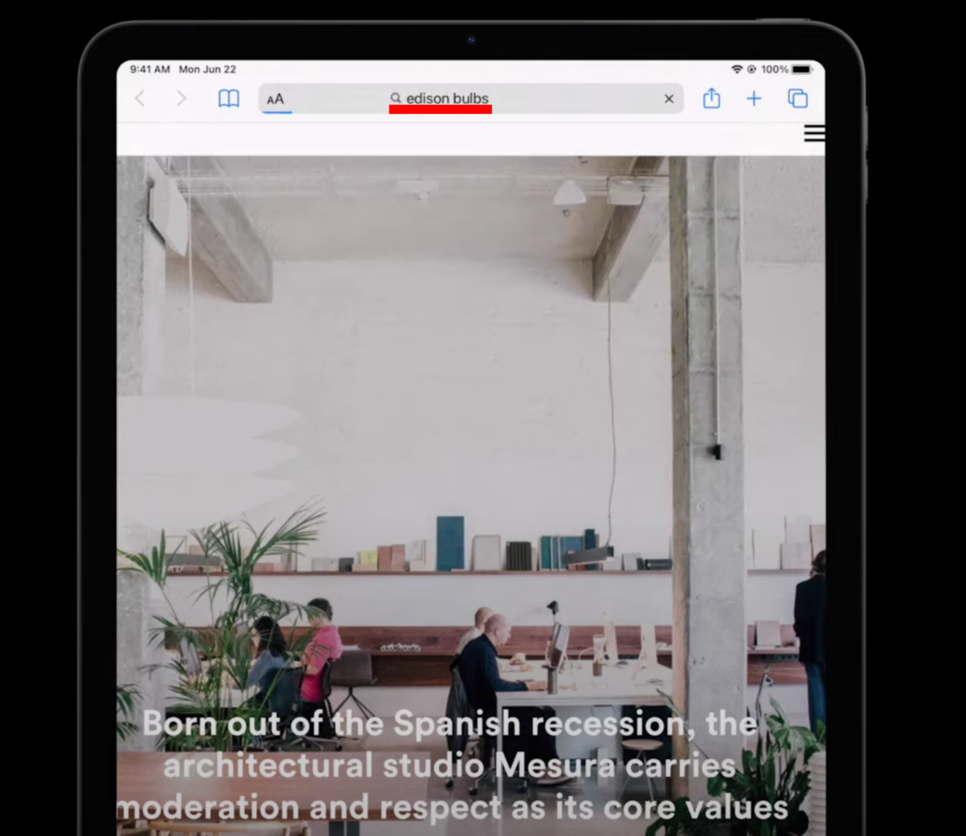 9:41 AM Mon Jun 22
100%
AA
edison bulbs
Born out of the Spanish recession, the
architectural studio Mesura carries
moderation and respect as its core values